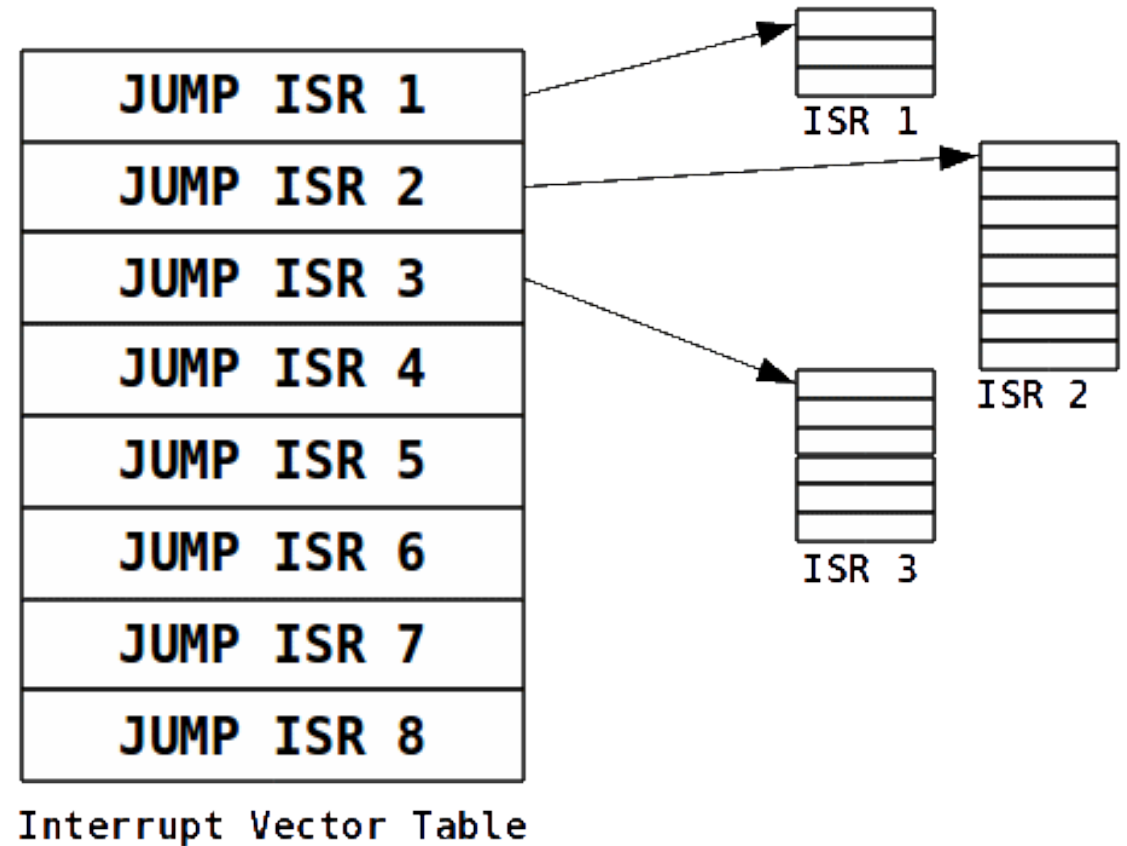 JUMP ISR 1
JUMP ISR 2
JUMP ISR 3
JUMP ISR 4
JUMP ISR 5
JUMP ISR 6
JUMP ISR 7
JUMP ISR 8
Interrupt Vector Table
ISR 1
ISR 2
ISR 3